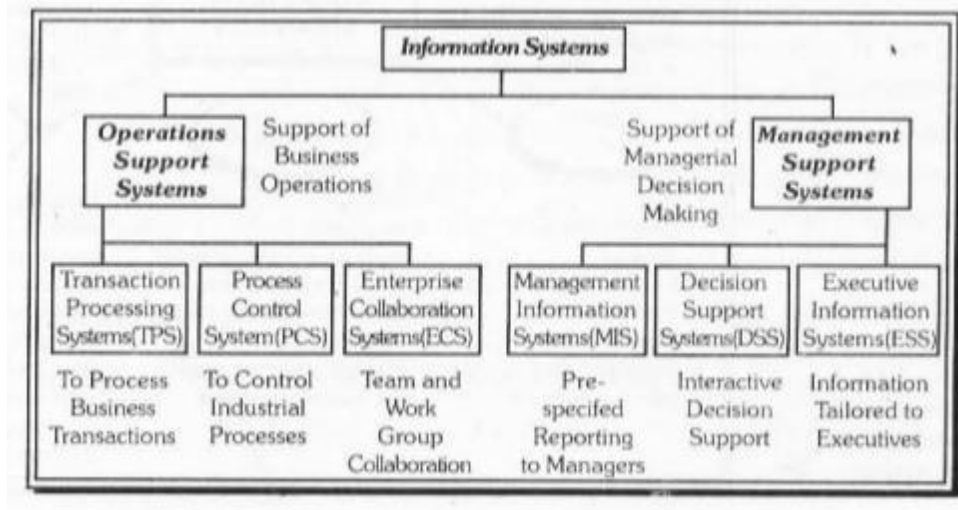 Information Systems
Operations
Support
Systems
Support of
Business
Operations
Support of
Managerial
Decision
Making
Management
Support
Systems
Transaction
Processing
Systems(TPS)
Process
Control
System(PCS)
Enterprise
Collaboration
Systems(ECS)
Management
Information
Systems(MIS)
Decision
Support
Systems(DSS)
Executive
Information
Systems(ESS)
To Process
Business
Transactions
To Control
Industrial
Processes
Team and
Work
Group
Collaboration
Pre-
specifed
Reporting
to Managers
Interactive
Decision
Support
Information
Tailored to
Executives